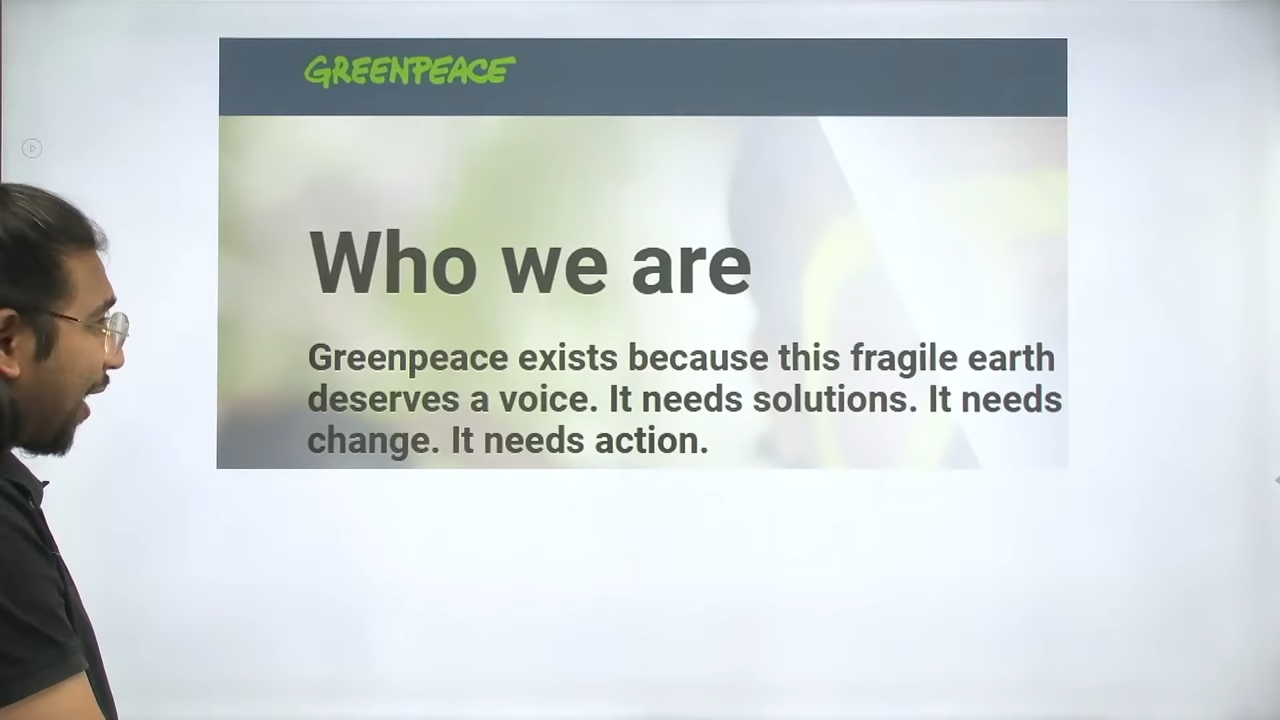 GREENPEACE
Who we are
Greenpeace exists because this fragile earth
deserves a voice. It needs solutions. It needs
change. It needs action.